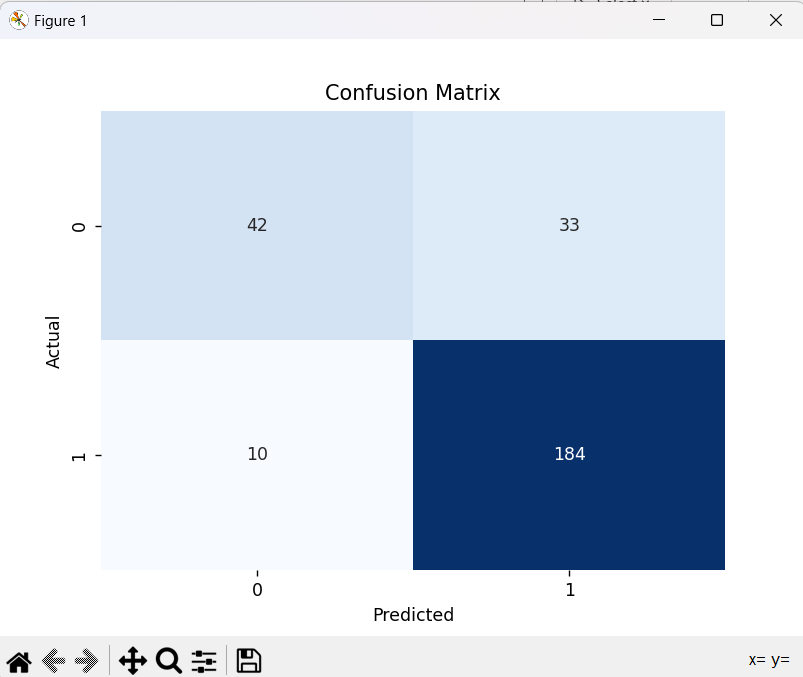 Figure 1
Confusion Matrix
0
42
33
Actual
1
10
184
0
1
Predicted
x= y=